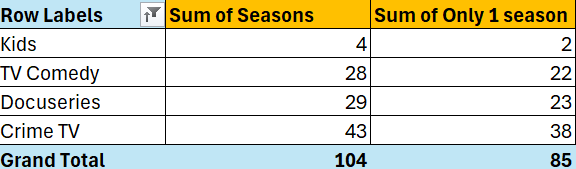 Row Labels Sum of Seasons Sum of Only 1 season
Kids 4 2
TV Comedy 28 22
Docuseries 29 23
Crime TV 43 38
Grand Total 104 85